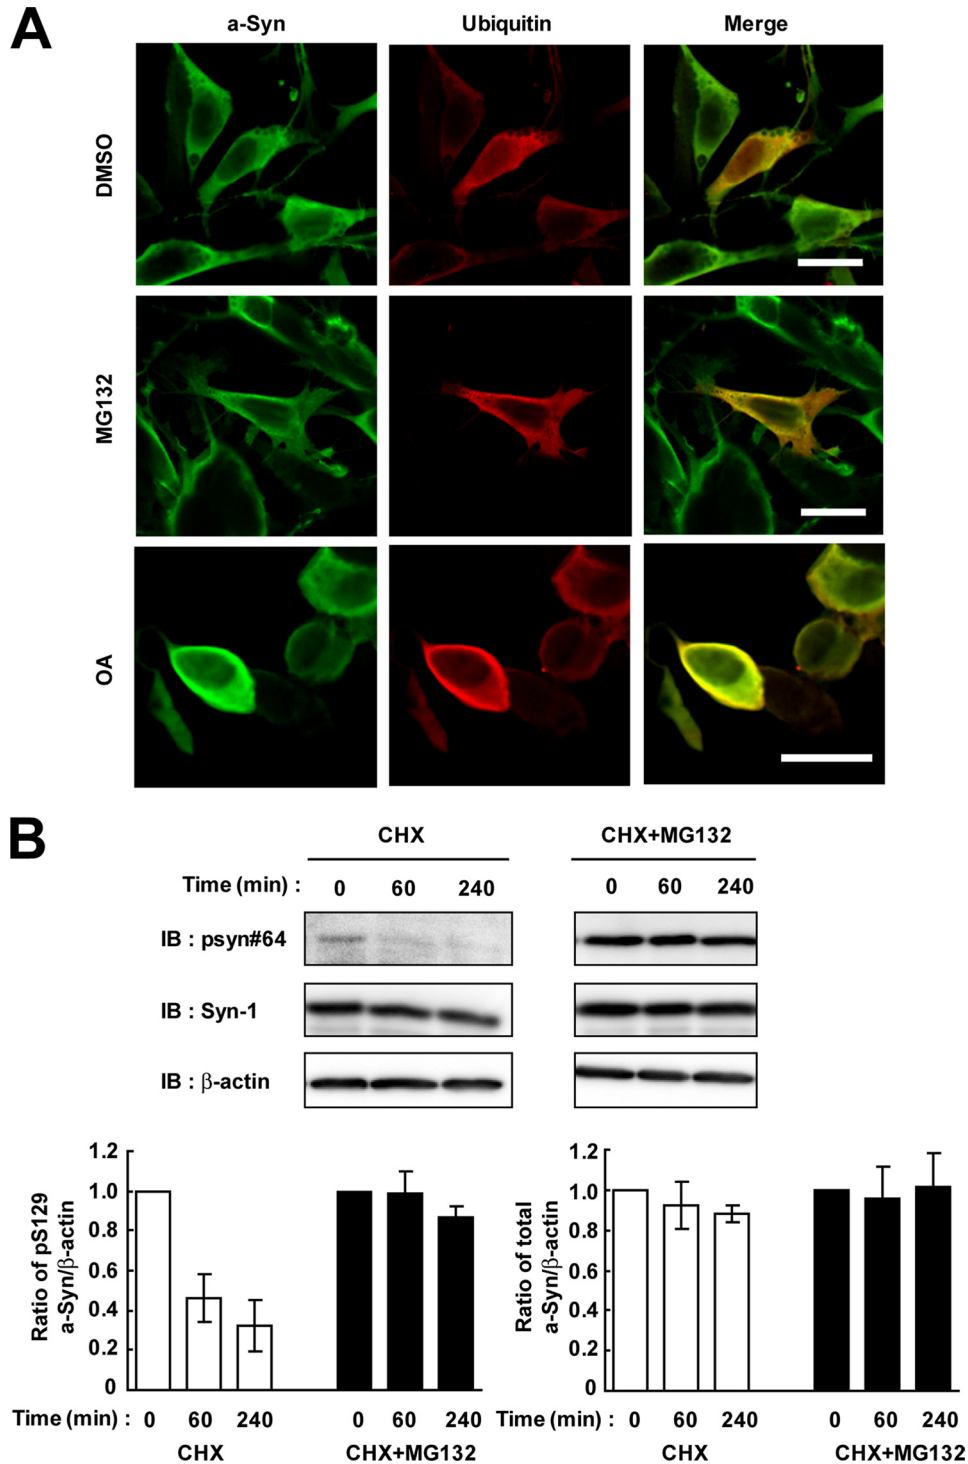 A
a-Syn Ubiquitin Merge
DMSO
MG132
OA
B
CHX CHX+MG132
Time (min) : 0 60 240 0 60 240
IB : psyn#64
IB : Syn-1
IB : β-actin
Ratio of pS129
a-Syn/β-actin
1.2
1.0
0.8
0.6
0.4
0.2
0
Time (min) : 0 60 240 0 60 240
CHX CHX+MG132
Ratio of total
a-Syn/β-actin
1.2
1.0
0.8
0.6
0.4
0.2
0
Time (min) : 0 60 240 0 60 240
CHX CHX+MG132